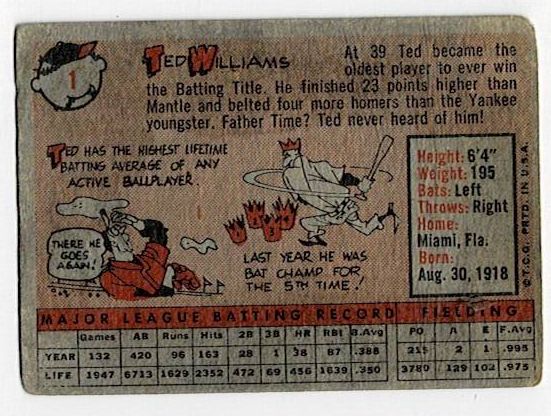 1
TED WILLIAMS
At 39 Ted became the
oldest player to ever win
the Batting Title. He finished 23 points higher than
Mantle and belted four more homers than the Yankee
youngster. Father Time? Ted never heard of him!
TED HAS THE HIGHEST LIFETIME
BATTING AVERAGE OF ANY
ACTIVE BALLPLAYER.
THERE HE
GOES
AGAIN!
LAST YEAR HE WAS
BAT CHAMP FOR
THE 5TH TIME!
Height: 6'4"
Weight: 195
Bats: Left
Throws: Right
Home:
Miami, Fla.
Born:
Aug. 30, 1918
© T.C.G. PRTD. IN U.S.A.
MAJOR LEAGUE BATTING RECORD FIELDING
Games AB Runs Hits 2B 3B HR RBI B.Avg PO A E F.Avg
YEAR 132 420 96 163 28 1 38 87 .388 215 2 1 .995
LIFE 1947 6713 1629 2352 472 69 456 1639 .350 3780 129 102 .975